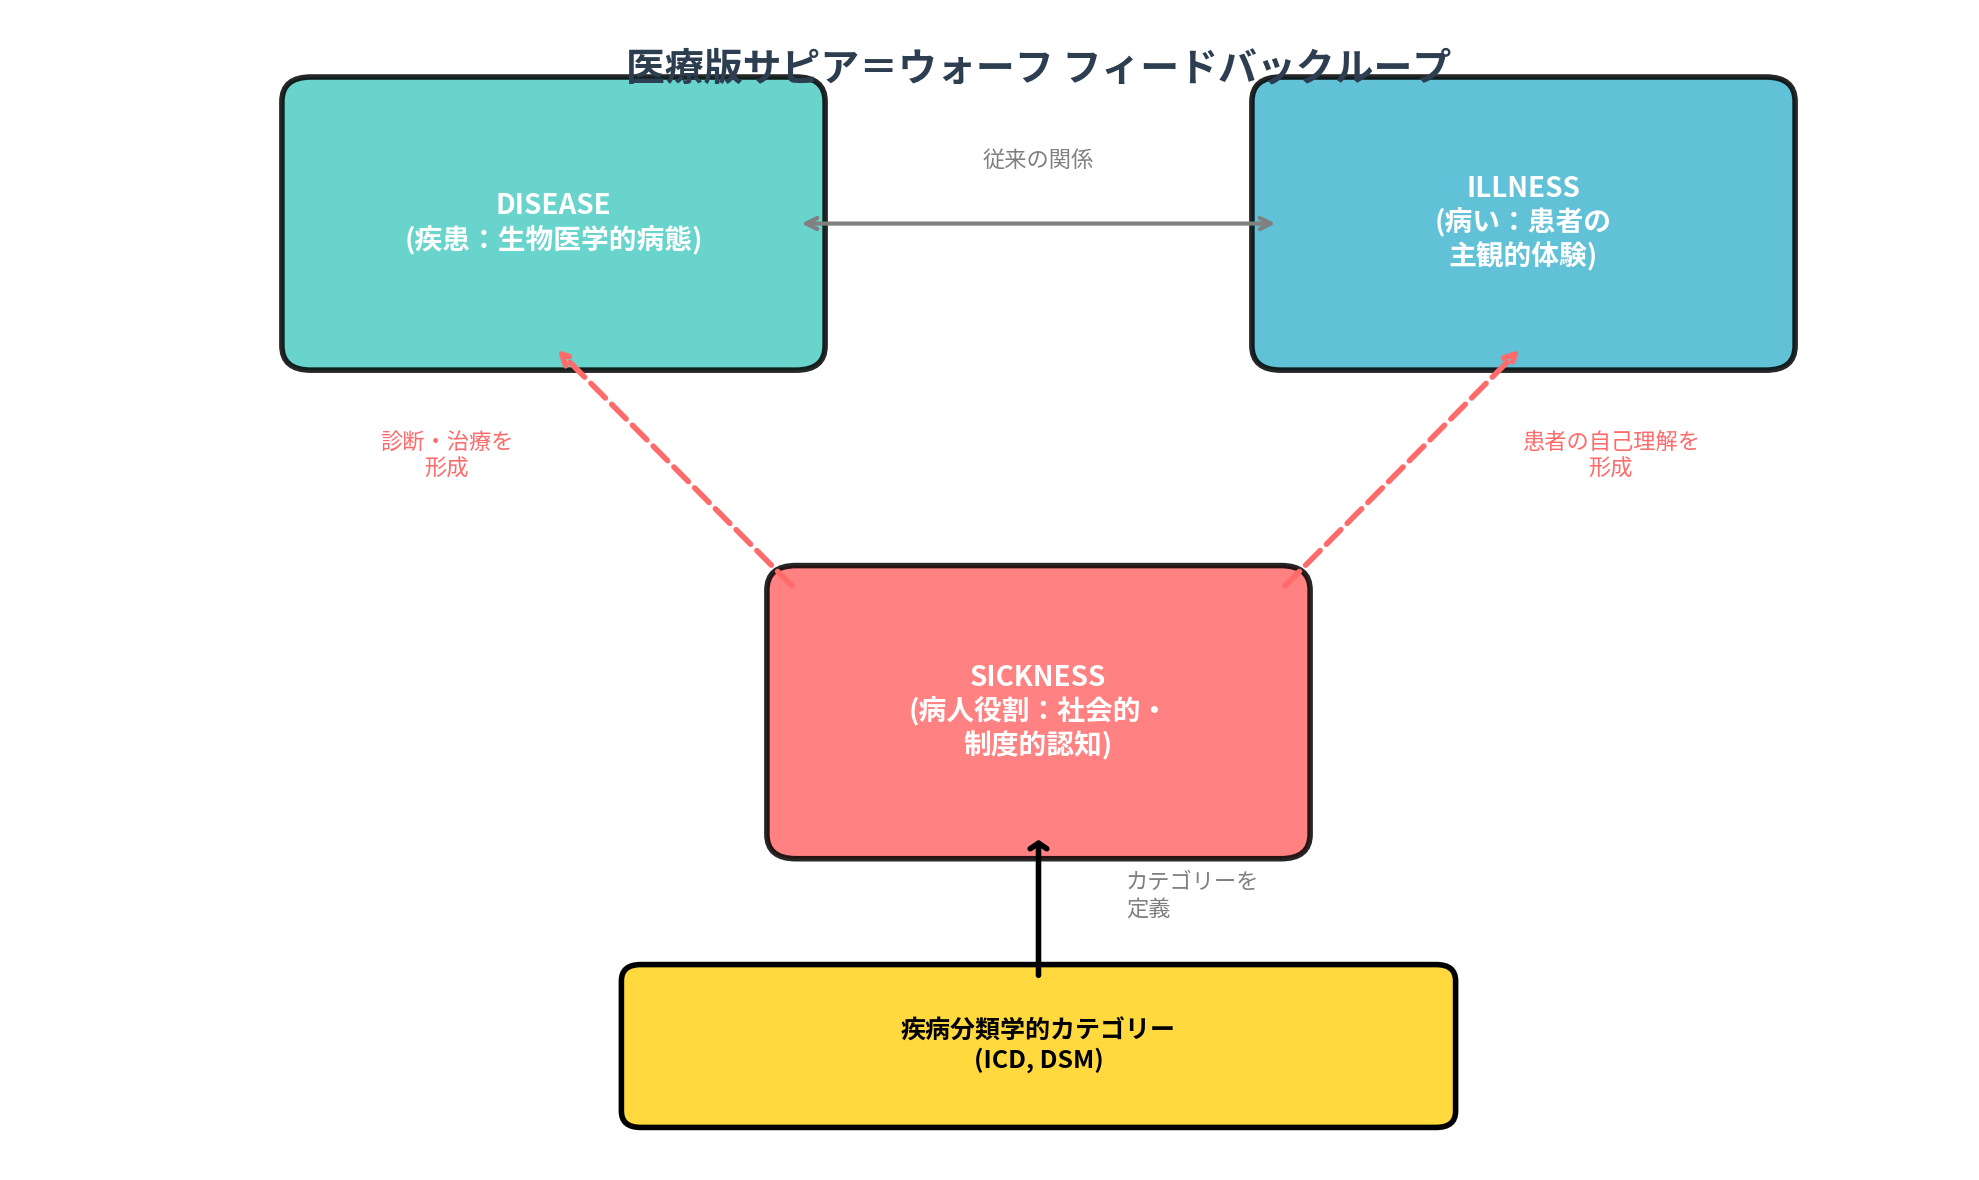 医療版サピア＝ウォーフ フィードバックループ
DISEASE
(疾患：生物医学的病態)
従来の関係
ILLNESS
(病い：患者の
主観的体験)
診断・治療を
形成
患者の自己理解を
形成
SICKNESS
(病人役割：社会的・
制度的認知)
カテゴリーを
定義
疾病分類学的カテゴリー
(ICD, DSM)